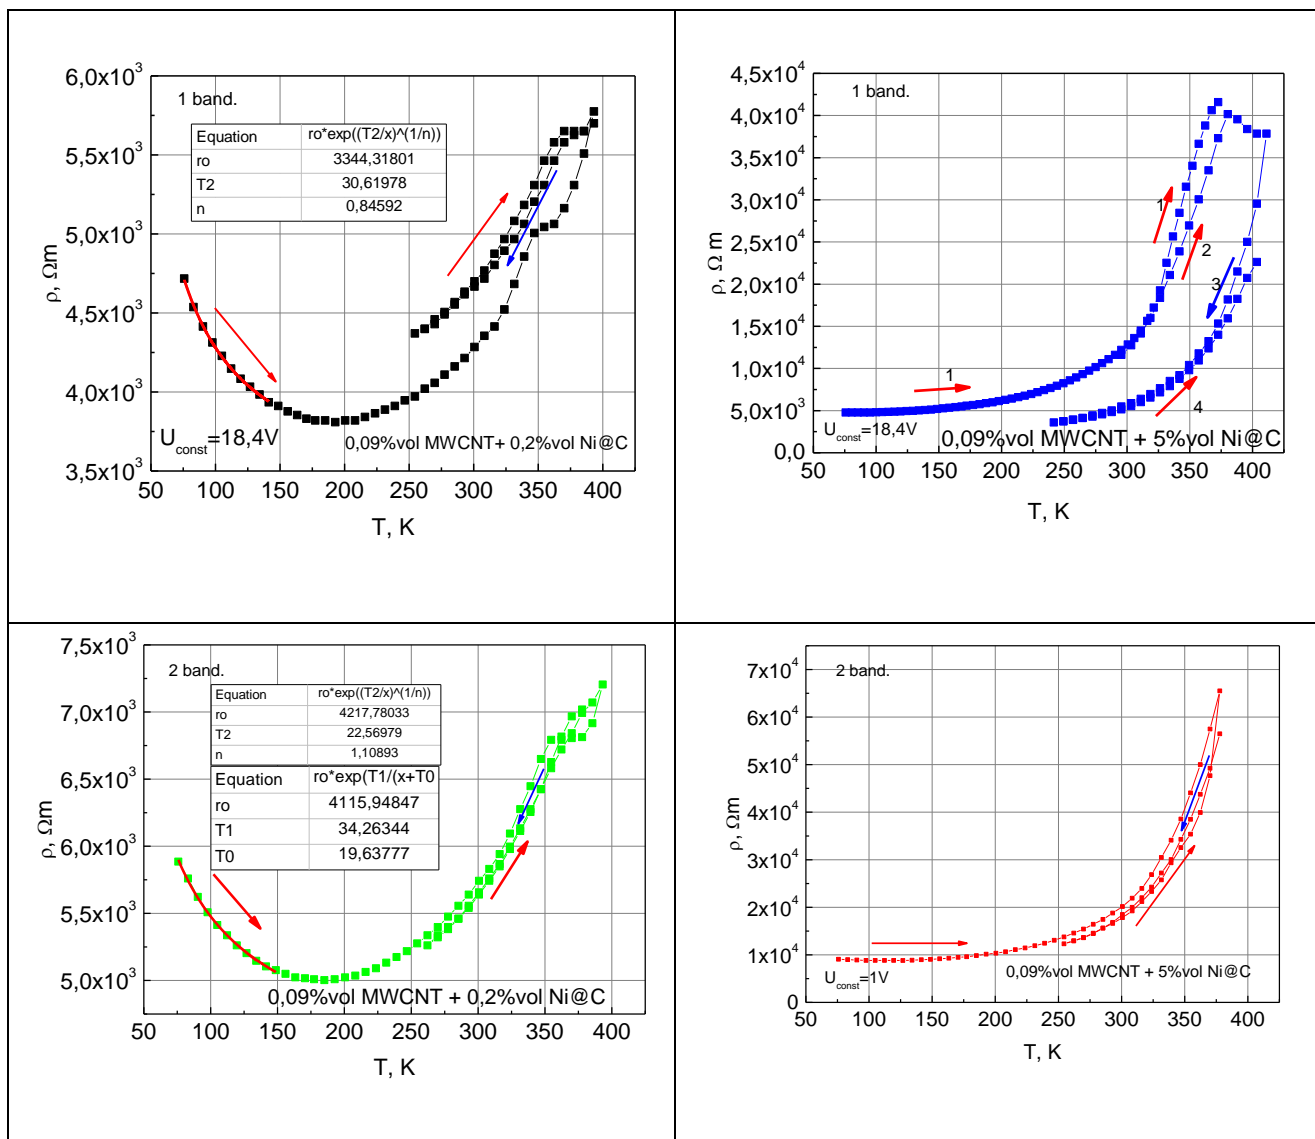 6,0x10³
5,5x10³
5,0x10³
4,5x10³
4,0x10³
3,5x10³
ρ, Ωm
1 band.
Equation ro*exp((T2/x)^(1/n))
ro 3344,31801
T2 30,61978
n 0,84592
U_const=18,4V
0,09%vol MWCNT+ 0,2%vol Ni@C
50 100 150 200 250 300 350 400
T, K
4,5x10⁴
4,0x10⁴
3,5x10⁴
3,0x10⁴
2,5x10⁴
2,0x10⁴
1,5x10⁴
1,0x10⁴
5,0x10³
0,0
ρ, Ω m
1 band.
1
2
3
1
4
U_const=18,4V
0,09%vol MWCNT + 5%vol Ni@C
50 100 150 200 250 300 350 400
T, K
7,5x10³
7,0x10³
6,5x10³
6,0x10³
5,5x10³
5,0x10³
ρ, Ωm
2 band.
Equation ro*exp((T2/x)^(1/n))
ro 4217,78033
T2 22,56979
n 1,10893
Equation ro*exp(T1/(x+T0
ro 4115,94847
T1 34,26344
T0 19,63777
0,09%vol MWCNT + 0,2%vol Ni@C
50 100 150 200 250 300 350 400
T, K
7x10⁴
6x10⁴
5x10⁴
4x10⁴
3x10⁴
2x10⁴
1x10⁴
0
ρ, Ωm
2 band.
U_const=1V
0,09%vol MWCNT + 5%vol Ni@C
50 100 150 200 250 300 350 400
T, K